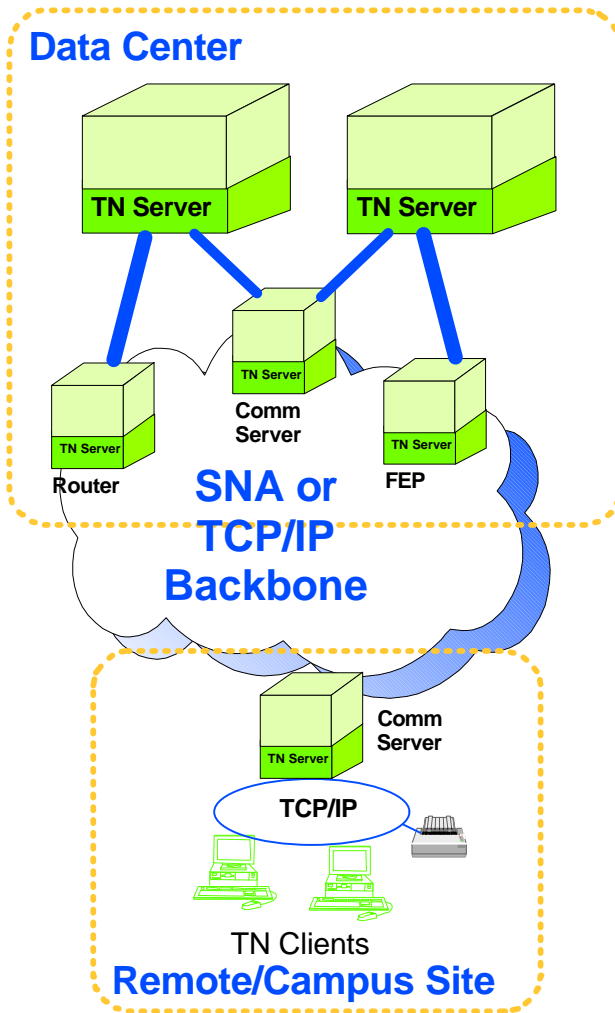 Data Center
TN Server
TN Server
TN Server
Comm
Server
TN Server
Router
TN Server
FEP
SNA or
TCP/IP
Backbone
TN Server
Comm
Server
TCP/IP
TN Clients
Remote/Campus Site